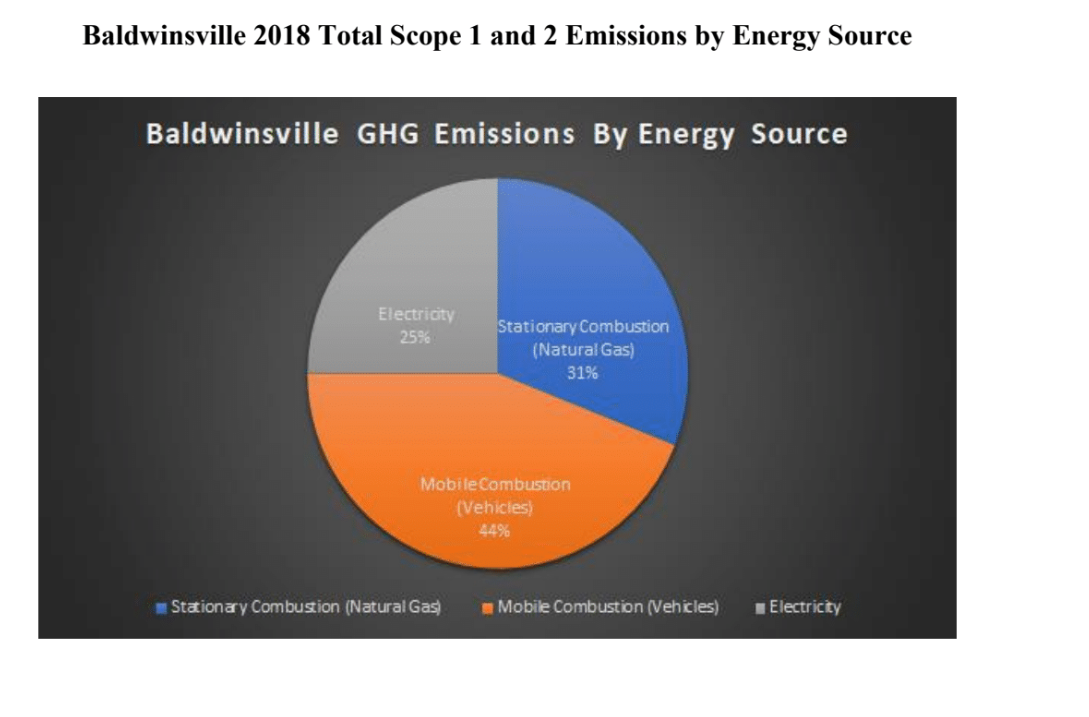 Baldwinsville 2018 Total Scope 1 and 2 Emissions by Energy Source
Baldwinsville GHG Emissions By Energy Source
Electricity
25%
Stationary Combustion
(Natural Gas)
31%
Mobile Combustion
(Vehicles)
44%
Stationary Combustion (Natural Gas) Mobile Combustion (Vehicles) Electricity